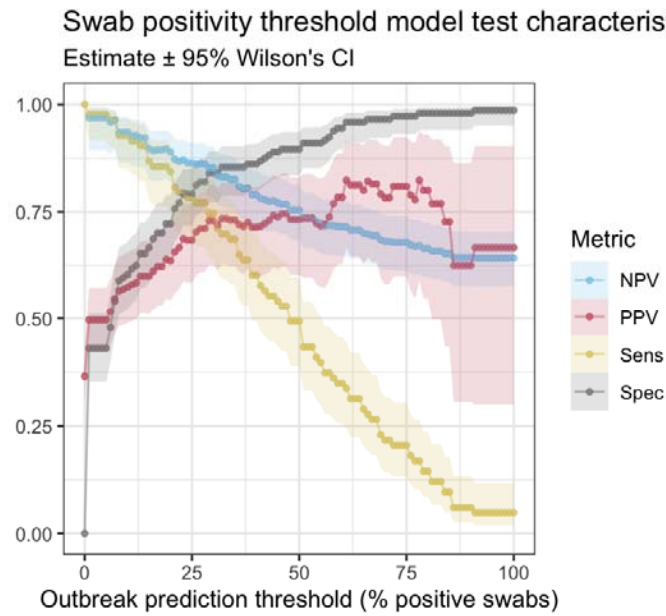 Swab positivity threshold model test characteris
Estimate ± 95% Wilson's CI
1.00
0.75
0.50
0.25
0.00
0
25
50
75
100
Outbreak prediction threshold (% positive swabs)
Metric
NPV
PPV
Sens
Spec